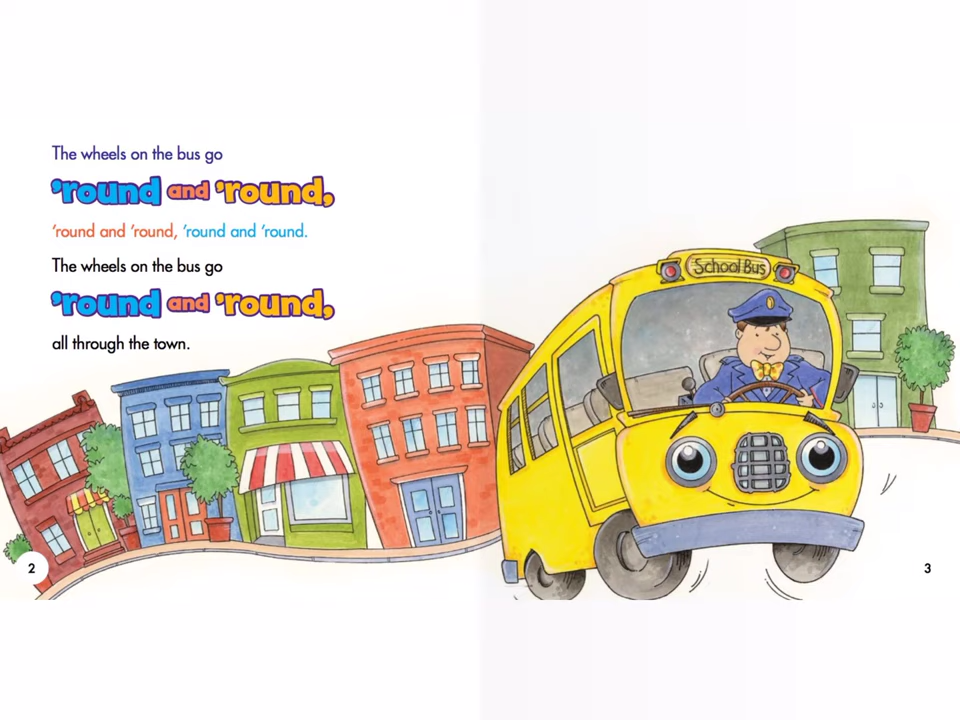 The wheels on the bus go
’round and ’round,
’round and ’round, ’round and ’round.
The wheels on the bus go
’round and ’round,
all through the town.
School Bus
2
3